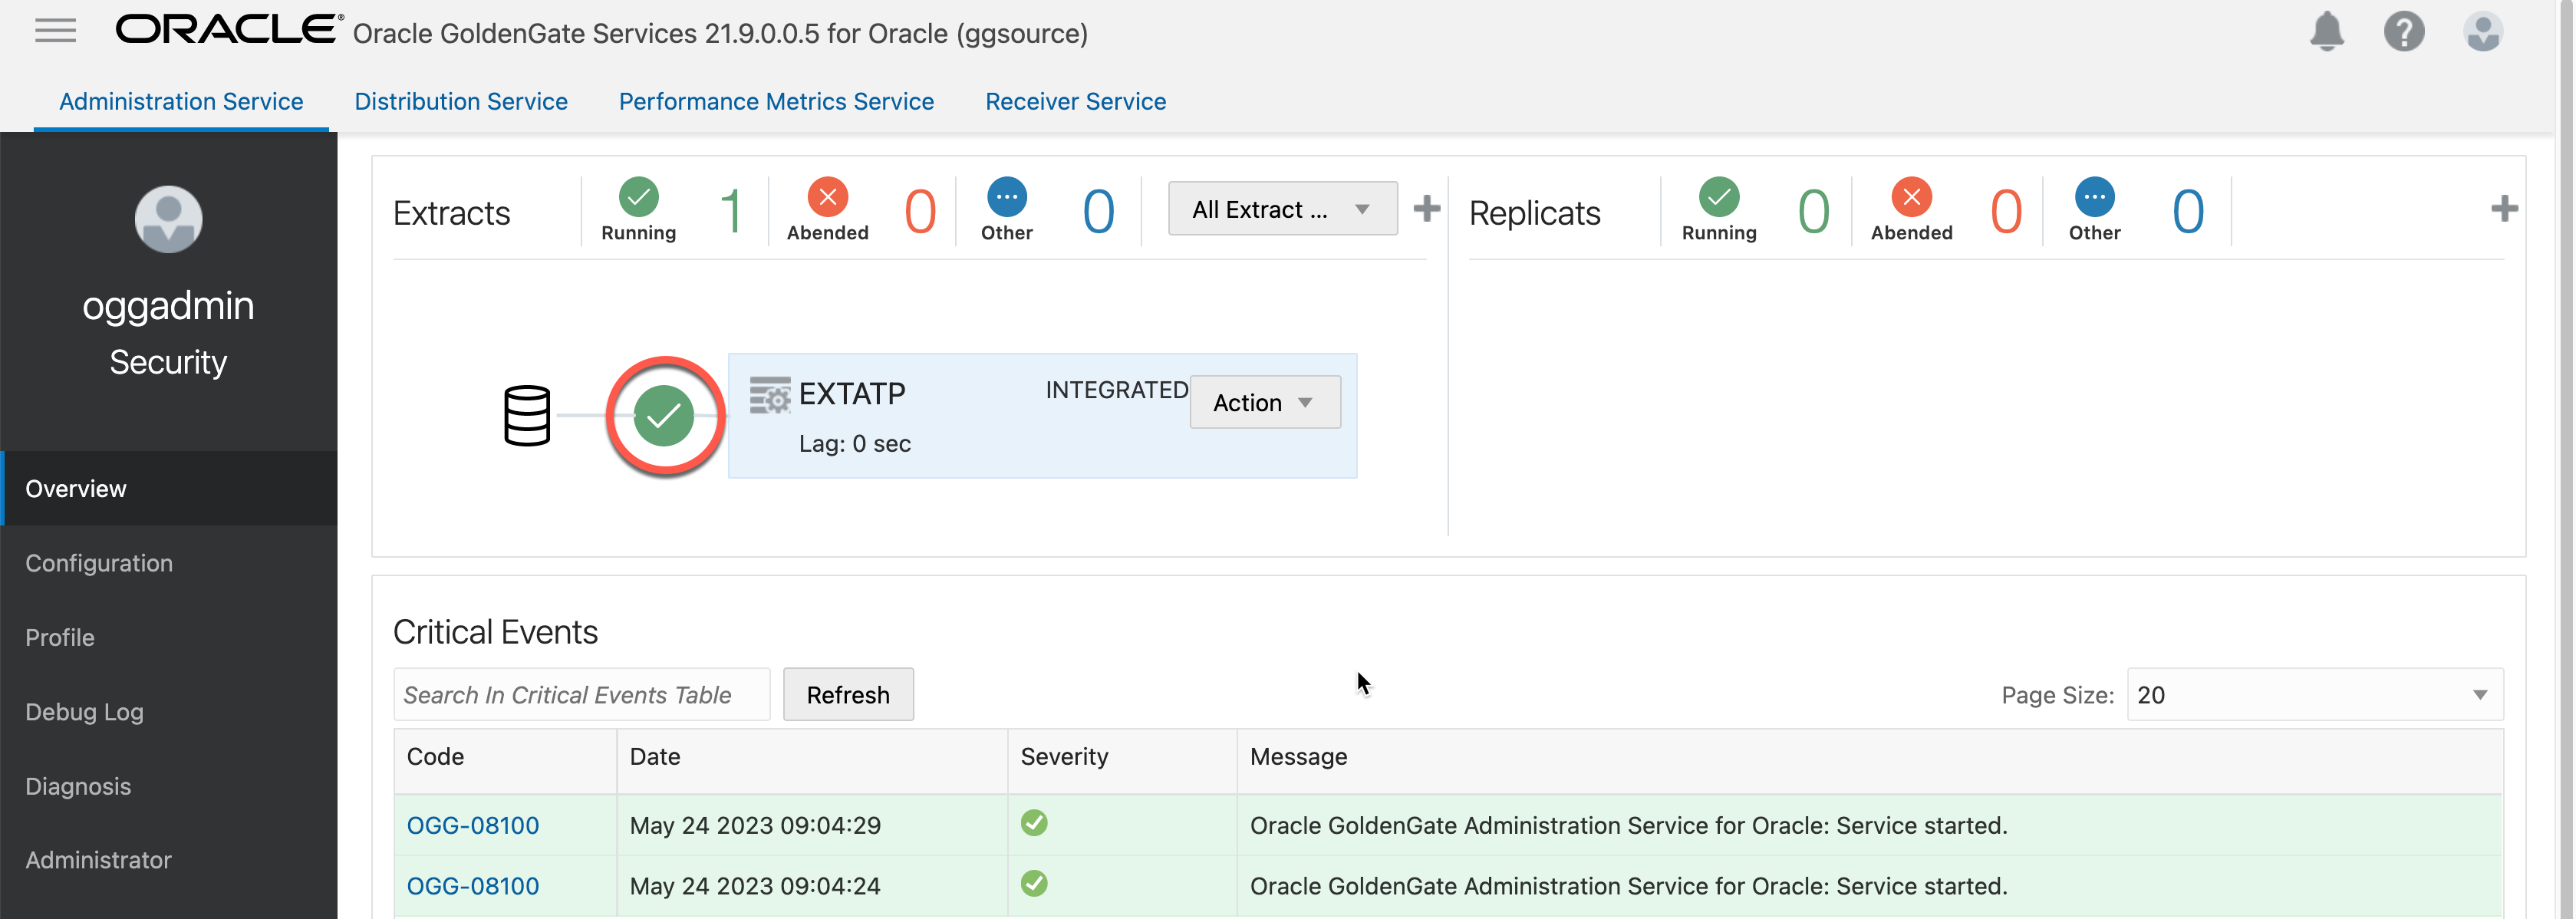 ORACLE® Oracle GoldenGate Services 21.9.0.0.5 for Oracle (ggsource)
Administration Service Distribution Service Performance Metrics Service Receiver Service
oggadmin
Security
Overview
Configuration
Profile
Debug Log
Diagnosis
Administrator
Extracts Running 1 Abended 0 Other 0 All Extract ...
Replicats Running 0 Abended 0 Other 0
EXTATP INTEGRATED Action
Lag: 0 sec
Critical Events
Search In Critical Events Table Refresh Page Size: 20
Code Date Severity Message
OGG-08100 May 24 2023 09:04:29 Oracle GoldenGate Administration Service for Oracle: Service started.
OGG-08100 May 24 2023 09:04:24 Oracle GoldenGate Administration Service for Oracle: Service started.